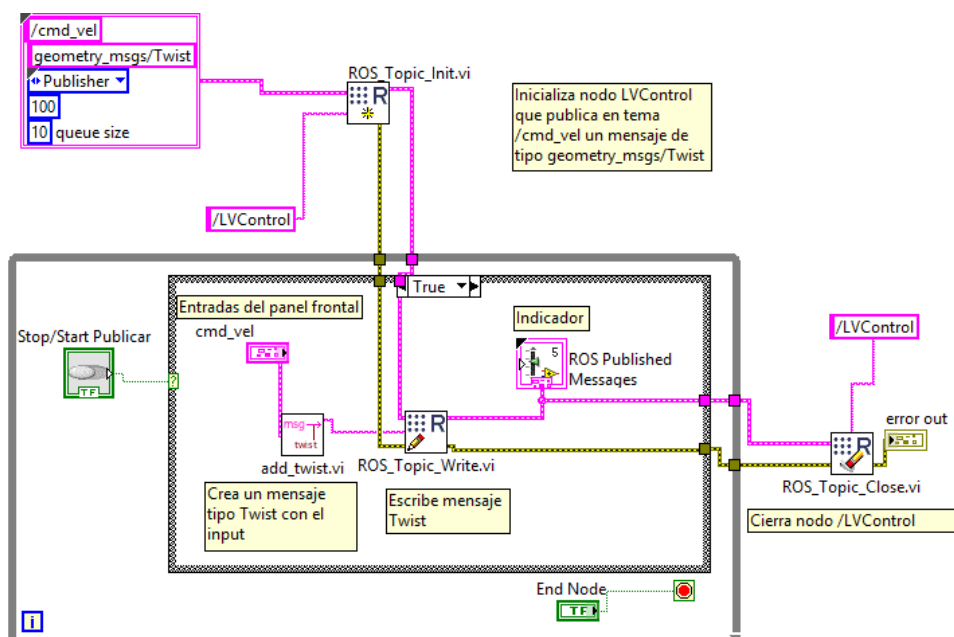 /cmd_vel
geometry_msgs/Twist
Publisher
100
10 queue size
ROS_Topic_Init.vi
R
Inicializa nodo LVControl
que publica en tema
/cmd_vel un mensaje de
tipo geometry_msgs/Twist
/LVControl
True
Entradas del panel frontal
cmd_vel
Stop/Start Publicar
TF
?
Indicador
5
ROS Published
Messages
msg
twist
add_twist.vi
R
ROS_Topic_Write.vi
Crea un mensaje
tipo Twist con el
input
Escribe mensaje
Twist
/LVControl
error out
R
ROS_Topic_Close.vi
Cierra nodo /LVControl
End Node
TF
i